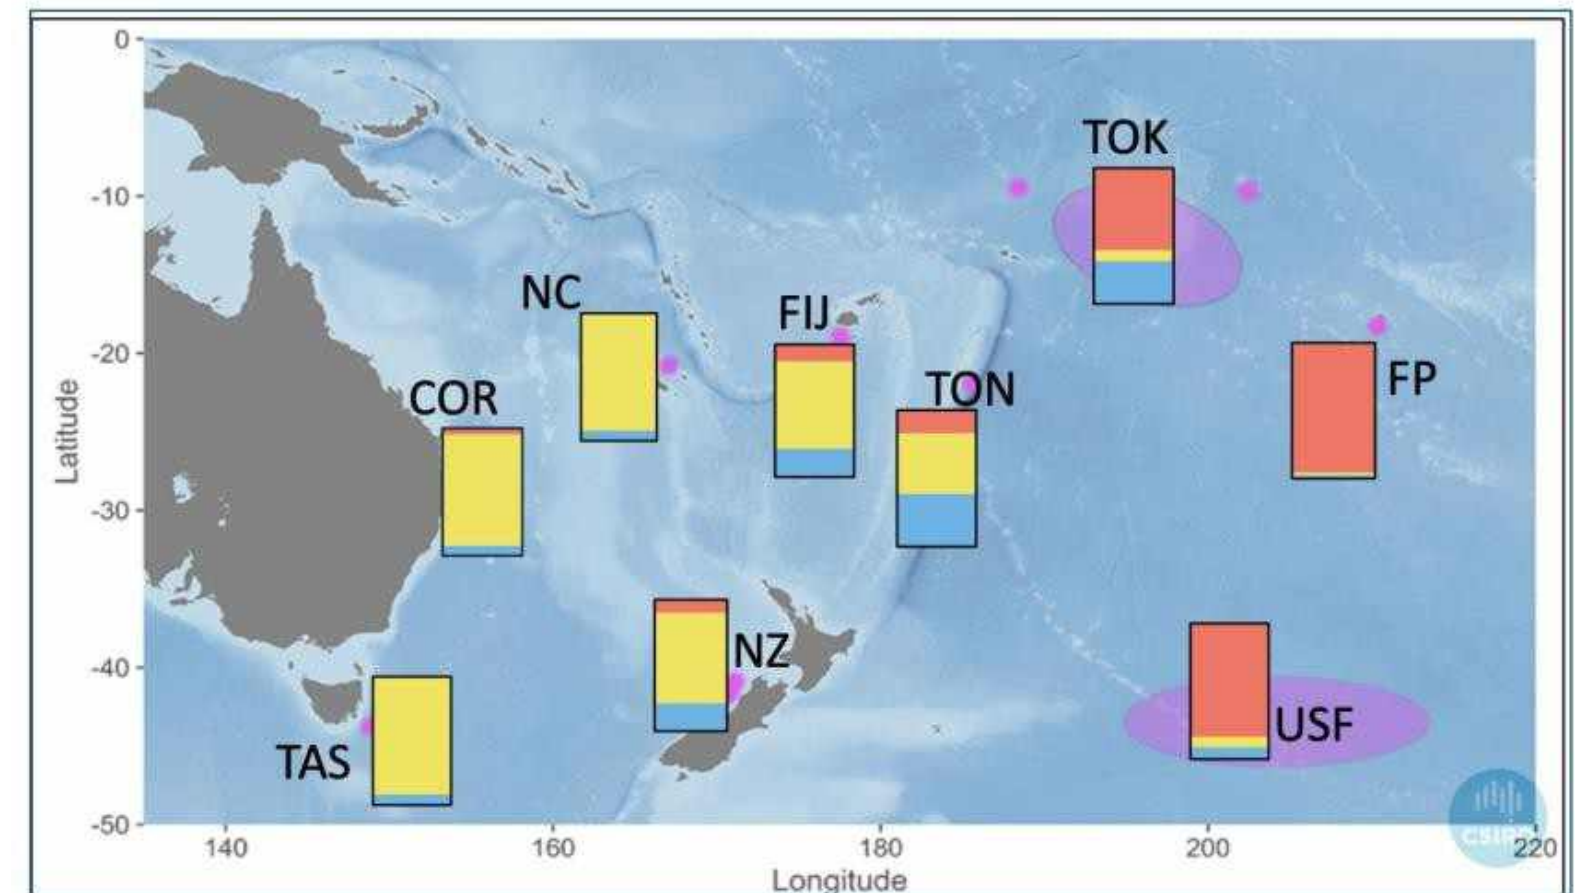 0
-10
-20
-30
-40
-50
Latitude
TOK
NC
FIJ
TON
FP
COR
NZ
USF
TAS
CSIRO
140
160
180
200
220
Longitude